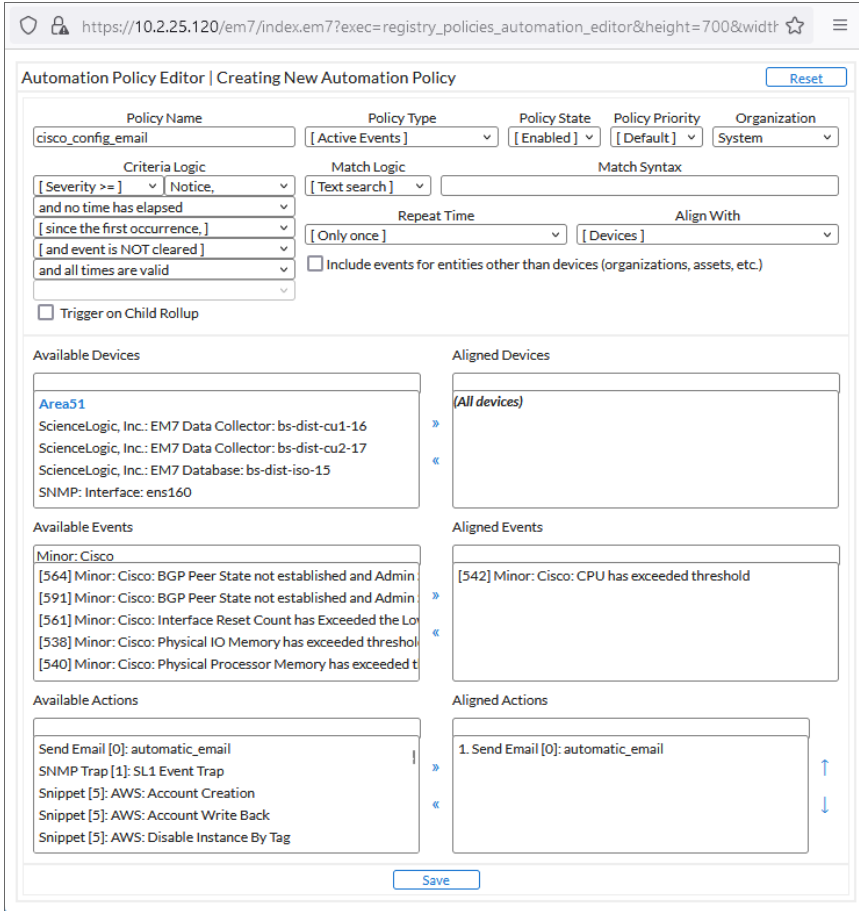 https://10.2.25.120/em7/index.em7?exec=registry_policies_automation_editor&height=700&width
Automation Policy Editor | Creating New Automation Policy
Reset
Policy Name
Policy Type
Policy State
Policy Priority
Organization
cisco_config_email
[ Active Events ]
[ Enabled ]
[ Default ]
System
Criteria Logic
Match Logic
Match Syntax
[ Severity >= ]
Notice,
[ Text search ]
and no time has elapsed
[ since the first occurrence, ]
[ and event is NOT cleared ]
and all times are valid
Repeat Time
Align With
[ Only once ]
[ Devices ]
Include events for entities other than devices (organizations, assets, etc.)
Trigger on Child Rollup
Available Devices
Aligned Devices
Area51
ScienceLogic, Inc.: EM7 Data Collector: bs-dist-cu1-16
ScienceLogic, Inc.: EM7 Data Collector: bs-dist-cu2-17
ScienceLogic, Inc.: EM7 Database: bs-dist-iso-15
SNMP: Interface: ens160
(All devices)
»
«
Available Events
Aligned Events
Minor: Cisco
[564] Minor: Cisco: BGP Peer State not established and Admin
[591] Minor: Cisco: BGP Peer State not established and Admin
[561] Minor: Cisco: Interface Reset Count has Exceeded the Lo
[538] Minor: Cisco: Physical IO Memory has exceeded threshol
[540] Minor: Cisco: Physical Processor Memory has exceeded t
[542] Minor: Cisco: CPU has exceeded threshold
»
«
Available Actions
Aligned Actions
Send Email [0]: automatic_email
SNMP Trap [1]: SL1 Event Trap
Snippet [5]: AWS: Account Creation
Snippet [5]: AWS: Account Write Back
Snippet [5]: AWS: Disable Instance By Tag
1. Send Email [0]: automatic_email
»
«
Save